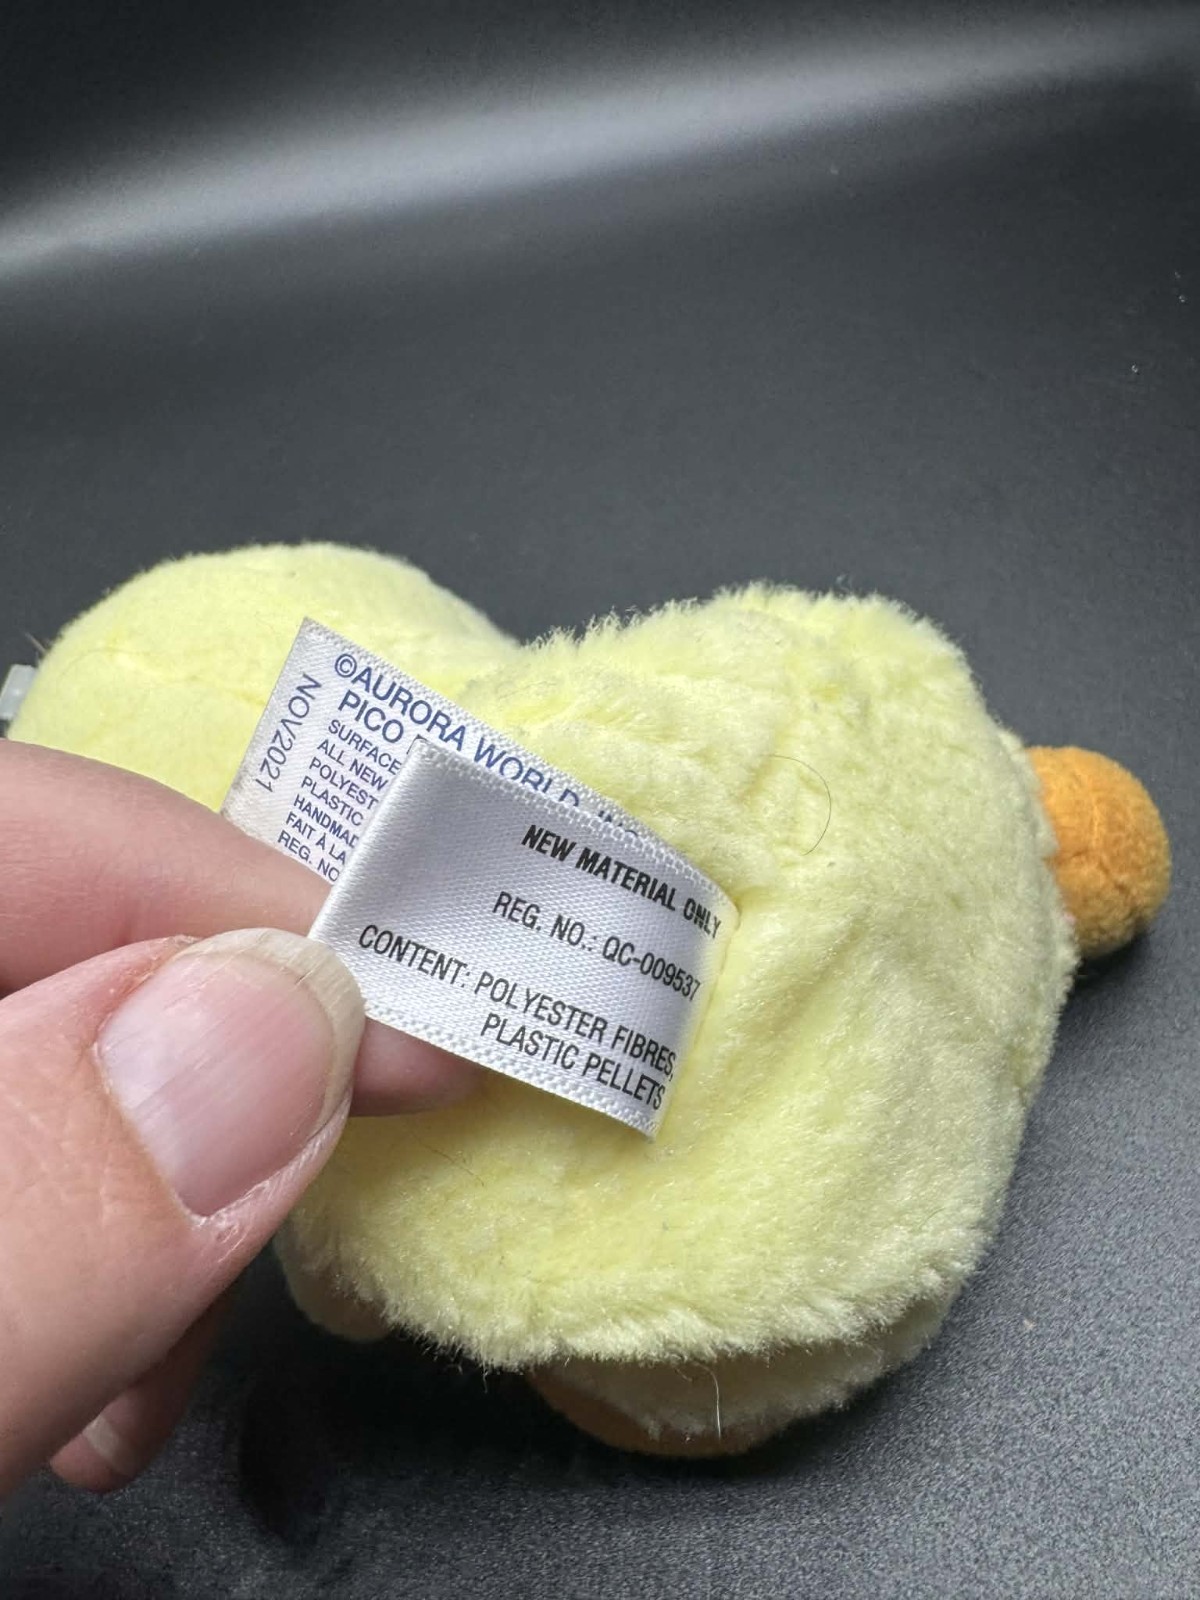 ©AURORA WORLD, INC
PICO
SURFACE
ALL NEW
POLYEST
PLASTIC
HANDMAD
FAIT À LA
REG. NO
NOV2021
NEW MATERIAL ONLY
REG. NO.: QC-009537
CONTENT: POLYESTER FIBRES,
PLASTIC PELLETS